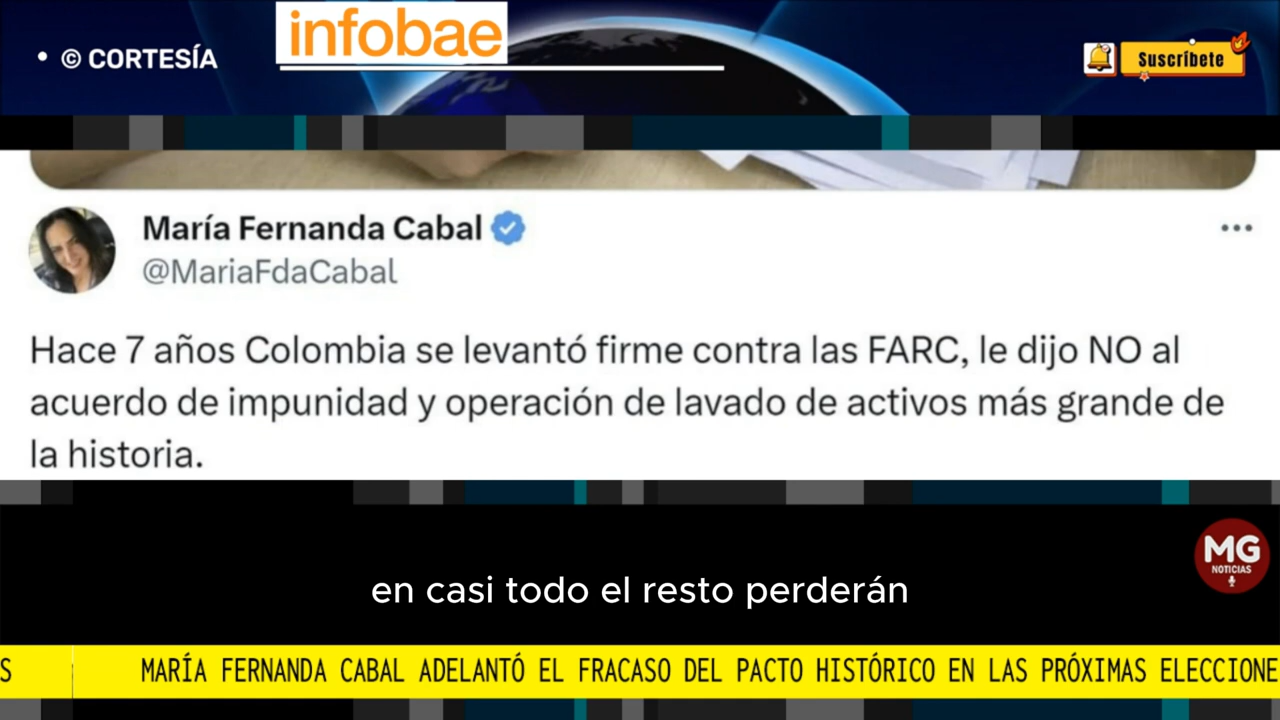 infobae
• © CORTESÍA
Suscríbete
María Fernanda Cabal
@MariaFdaCabal
Hace 7 años Colombia se levantó firme contra las FARC, le dijo NO al
acuerdo de impunidad y operación de lavado de activos más grande de
la historia.
MG
NOTICIAS
en casi todo el resto perderán
S MARÍA FERNANDA CABAL ADELANTÓ EL FRACASO DEL PACTO HISTÓRICO EN LAS PRÓXIMAS ELECCIONE